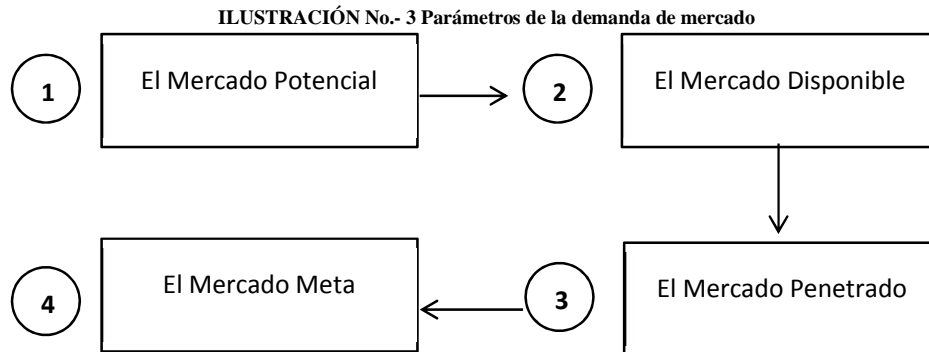 ILUSTRACIÓN No.- 3 Parámetros de la demanda de mercado
1
El Mercado Potencial
2
El Mercado Disponible
4
El Mercado Meta
3
El Mercado Penetrado